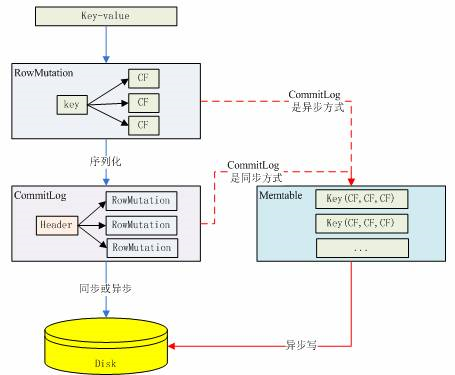 Key-value
RowMutation
CF
key
CF
CF
CommitLog
是异步方式
序列化
CommitLog
是同步方式
CommitLog
RowMutation
Header
RowMutation
RowMutation
Memtable
Key(CF,CF,CF)
Key(CF,CF,CF)
...
同步或异步
异步写
Disk